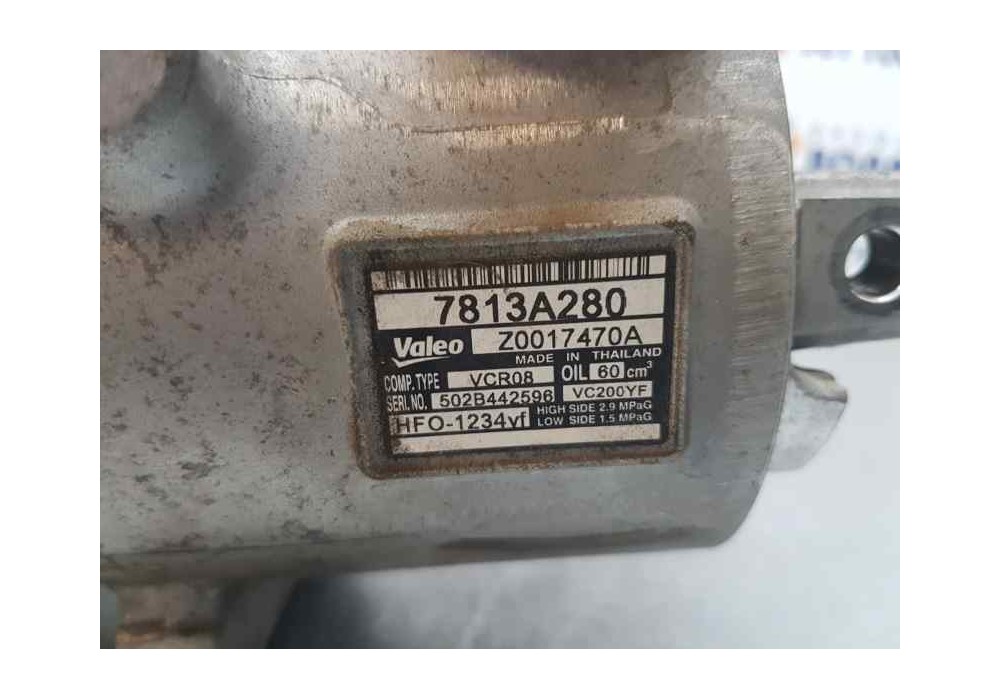 7813A280
Valeo Z0017470A
MADE IN THAILAND
COMP. TYPE VCR08 OIL 60 cm³
SERI. NO. 502B442596 VC200YF
HFO-1234yf HIGH SIDE 2.9 MPaG
LOW SIDE 1.5 MPaG